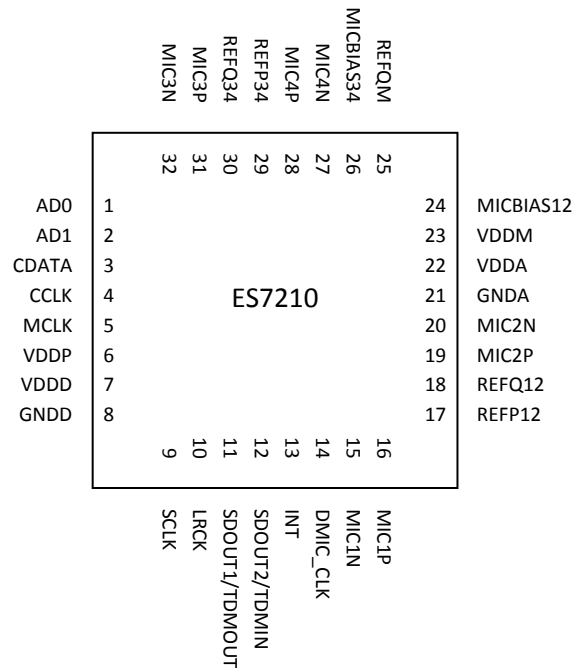 MIC3N
MIC3P
REFQ34
REFP34
MIC4P
MIC4N
MICBIAS34
REFQM
32
31
30
29
28
27
26
25
AD0 1
AD1 2
CDATA 3
CCLK 4
MCLK 5
VDDP 6
VDDD 7
GNDD 8
ES7210
24 MICBIAS12
23 VDDM
22 VDDA
21 GNDA
20 MIC2N
19 MIC2P
18 REFQ12
17 REFP12
9
10
11
12
13
14
15
16
SCLK
LRCK
SDOUT1/TDMOUT
SDOUT2/TDMIN
INT
DMIC_CLK
MIC1N
MIC1P